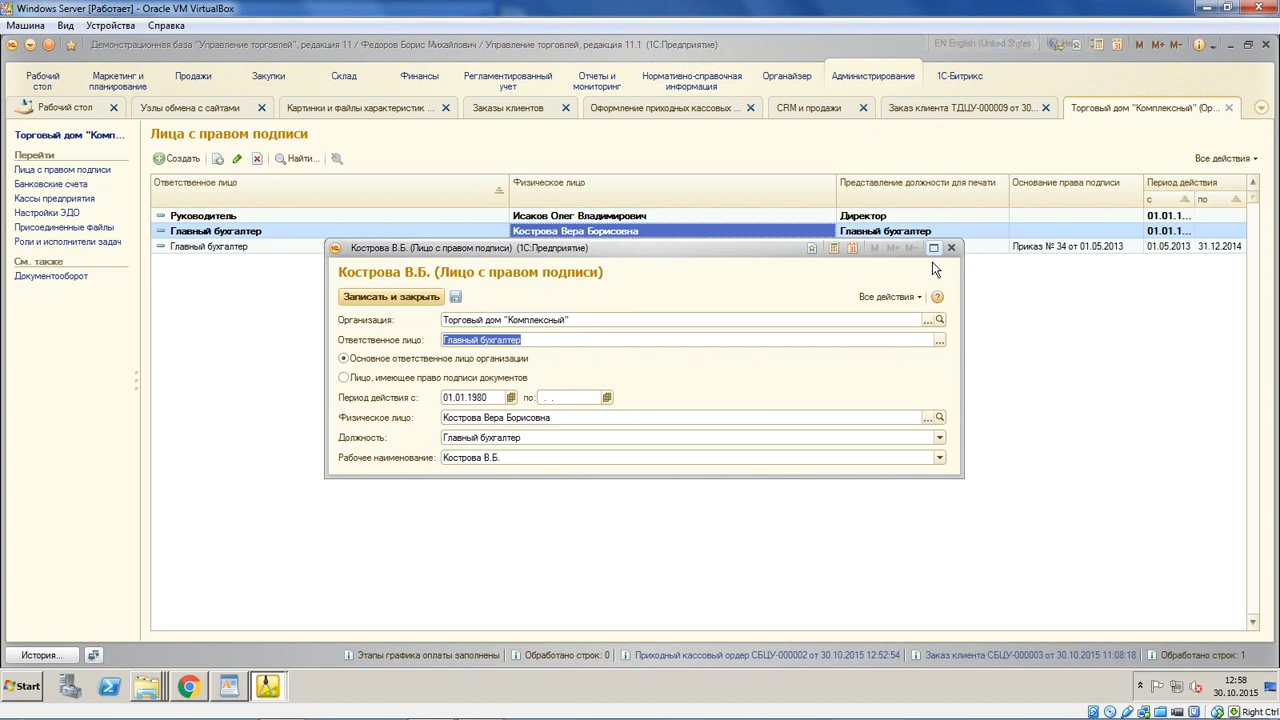 Windows Server [Работает] - Oracle VM VirtualBox
Машина Вид Устройства Справка
Демонстрационная база "Управление торговлей", редакция 11 / Федоров Борис Михайлович / Управление торговлей, редакция 11.1 (1С:Предприятие)
EN English (United States)
M M+ M-
Рабочий стол
Маркетинг и планирование
Продажи
Закупки
Склад
Финансы
Регламентированный учет
Отчеты и мониторинг
Нормативно-справочная информация
Органайзер
Администрирование
1С-Битрикс
Рабочий стол
Узлы обмена с сайтами
Картинки и файлы характеристик ...
Заказы клиентов
Оформление приходных кассовых ...
CRM и продажи
Заказ клиента ТДЦУ-000009 от 30...
Торговый дом "Комплексный" (Ор...
Торговый дом "Комп...
Перейти
Лица с правом подписи
Банковские счета
Кассы предприятия
Настройки ЭДО
Присоединенные файлы
Роли и исполнители задач
См. также
Документооборот
Лица с правом подписи
Создать Найти... Все действия
Ответственное лицо Физическое лицо Представление должности для печати Основание права подписи Период действия
с по
Руководитель Исаков Олег Владимирович Директор 01.01.1...
Главный бухгалтер Кострова Вера Борисовна Главный бухгалтер 01.01.1...
Главный бухгалтер Приказ № 34 от 01.05.2013 01.05.2013 31.12.2014
Кострова В.Б. (Лицо с правом подписи) (1С:Предприятие) M M+ M-
Кострова В.Б. (Лицо с правом подписи)
Записать и закрыть Все действия
Организация: Торговый дом "Комплексный"
Ответственное лицо: Главный бухгалтер
Основное ответственное лицо организации
Лицо, имеющее право подписи документов
Период действия с: 01.01.1980 по: . .
Физическое лицо: Кострова Вера Борисовна
Должность: Главный бухгалтер
Рабочее наименование: Кострова В.Б.
История... Этапы графика оплаты заполнены Обработано строк: 0 Приходный кассовый ордер СБЦУ-000002 от 30.10.2015 12:52:54 Заказ клиента СБЦУ-000003 от 30.10.2015 11:08:18 Обработано строк: 1
Start
12:58
30.10.2015
Right Ctrl